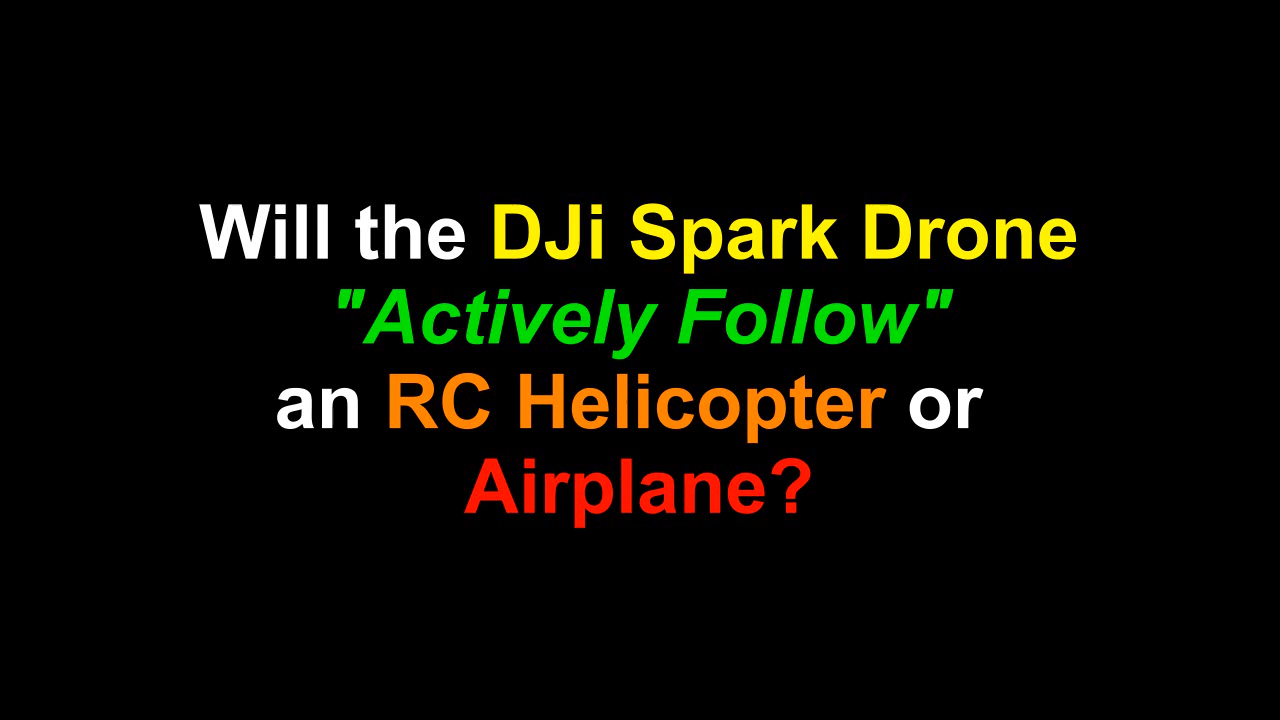 Will the DJi Spark Drone
"Actively Follow"
an RC Helicopter or
Airplane?